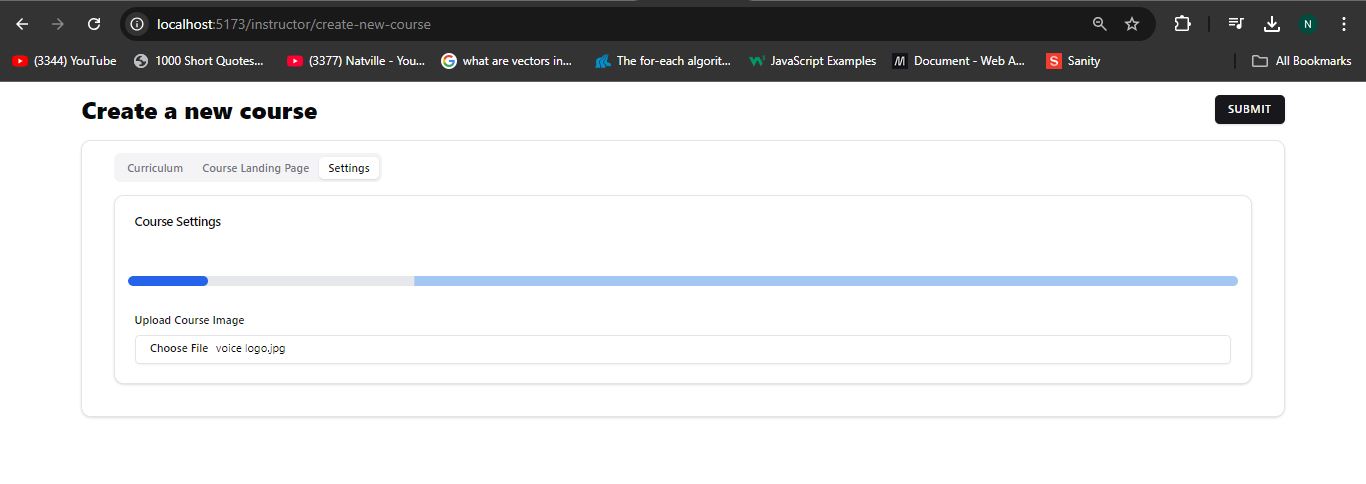 localhost:5173/instructor/create-new-course
N
(3344) YouTube 1000 Short Quotes... (3377) Natville - You... what are vectors in... The for-each algorit... JavaScript Examples M Document - Web A... S Sanity All Bookmarks
Create a new course SUBMIT
Curriculum Course Landing Page Settings
Course Settings
Upload Course Image
Choose File voice logo.jpg